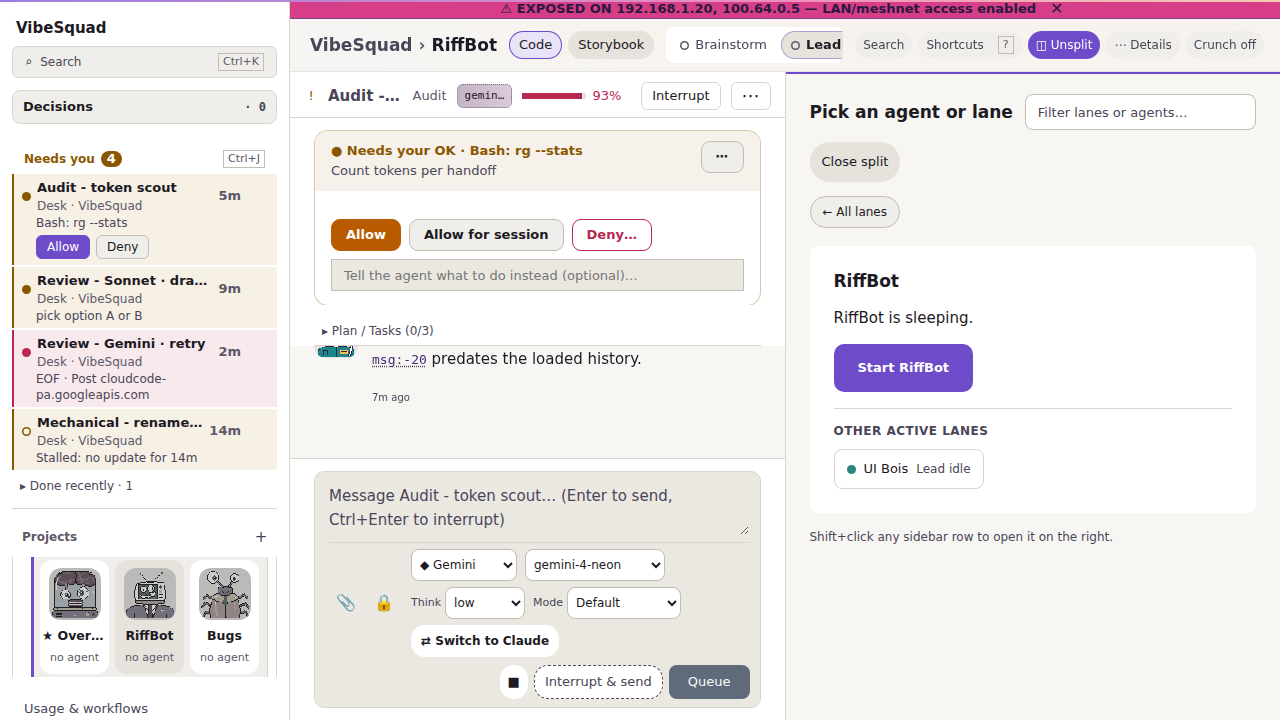 ⚠ EXPOSED ON 192.168.1.20, 100.64.0.5 — LAN/meshnet access enabled ✕
VibeSquad
Search Ctrl+K
Decisions · 0
Needs you 4 Ctrl+J
Audit - token scout 5m
Desk · VibeSquad
Bash: rg --stats
Allow Deny
Review - Sonnet · dra… 9m
Desk · VibeSquad
pick option A or B
Review - Gemini · retry 2m
Desk · VibeSquad
EOF · Post cloudcode-
pa.googleapis.com
Mechanical - rename… 14m
Desk · VibeSquad
Stalled: no update for 14m
▸ Done recently · 1
Projects +
★ Over… RiffBot Bugs
no agent no agent no agent
Usage & workflows
VibeSquad › RiffBot Code Storybook Brainstorm Lead Search Shortcuts ? Unsplit ⋯ Details Crunch off
! Audit -… Audit gemin… 93% Interrupt ⋯
● Needs your OK · Bash: rg --stats
Count tokens per handoff
⋯
Allow Allow for session Deny…
Tell the agent what to do instead (optional)…
▸ Plan / Tasks (0/3)
msg:-20 predates the loaded history.
7m ago
Message Audit - token scout… (Enter to send,
Ctrl+Enter to interrupt)
◆ Gemini gemini-4-neon
Think low Mode Default
⇄ Switch to Claude
■ Interrupt & send Queue
Pick an agent or lane Filter lanes or agents…
Close split
← All lanes
RiffBot
RiffBot is sleeping.
Start RiffBot
OTHER ACTIVE LANES
UI Bois Lead idle
Shift+click any sidebar row to open it on the right.